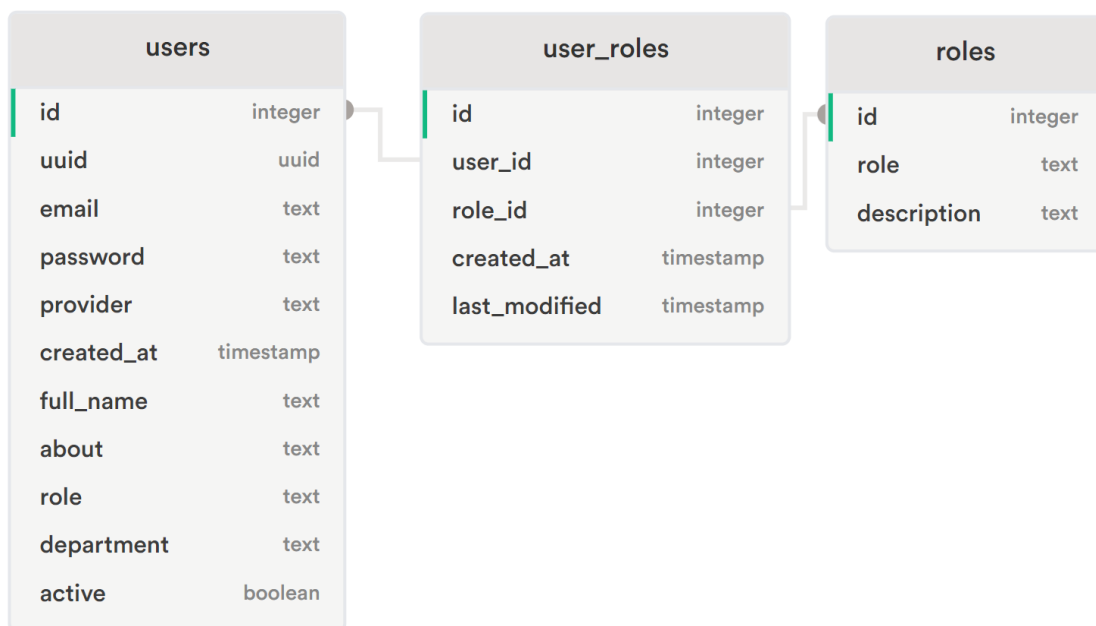 users
id integer
uuid uuid
email text
password text
provider text
created_at timestamp
full_name text
about text
role text
department text
active boolean
user_roles
id integer
user_id integer
role_id integer
created_at timestamp
last_modified timestamp
roles
id integer
role text
description text